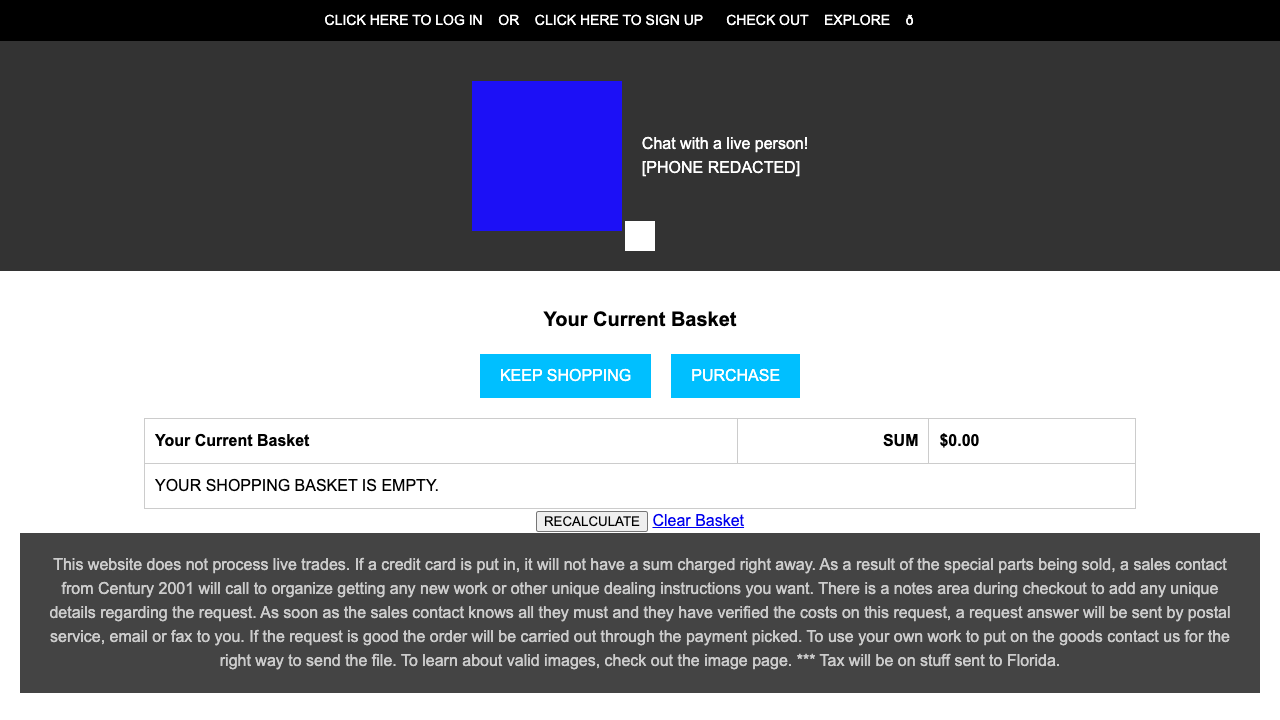 CLICK HERE TO LOG IN OR CLICK HERE TO SIGN UP CHECK OUT EXPLORE ð
Chat with a live person!
[PHONE REDACTED]
Your Current Basket
KEEP SHOPPING PURCHASE
Your Current Basket SUM $0.00
YOUR SHOPPING BASKET IS EMPTY.
RECALCULATE Clear Basket
This website does not process live trades. If a credit card is put in, it will not have a sum charged right away. As a result of the special parts being sold, a sales contact
from Century 2001 will call to organize getting any new work or other unique dealing instructions you want. There is a notes area during checkout to add any unique
details regarding the request. As soon as the sales contact knows all they must and they have verified the costs on this request, a request answer will be sent by postal
service, email or fax to you. If the request is good the order will be carried out through the payment picked. To use your own work to put on the goods contact us for the
right way to send the file. To learn about valid images, check out the image page. *** Tax will be on stuff sent to Florida.